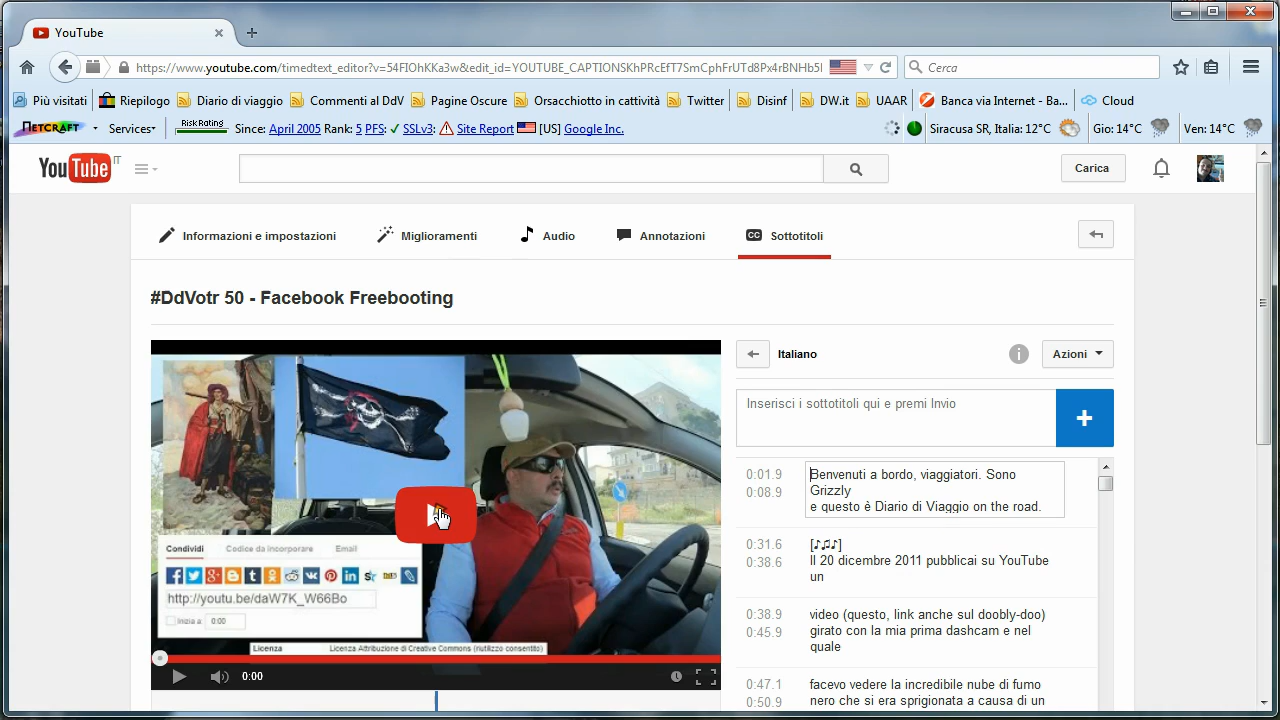 YouTube
https://www.youtube.com/timedtext_editor?v=54FIOhKKa3w&edit_id=YOUTUBE_CAPTIONSKhPRcEfT7SmCphFrUTd8Px4rBNHb5
Cerca
Più visitati Riepilogo Diario di viaggio Commenti al DdV Pagine Oscure Orsacchiotto in cattività Twitter Disinf DW.it UAAR Banca via Internet - Ba... Cloud
NETCRAFT Services Risk Rating Since: April 2005 Rank: 5 PFS: ✓ SSLv3: Site Report [US] Google Inc. Siracusa SR, Italia: 12°C Gio: 14°C Ven: 14°C
YouTube IT
Carica
Informazioni e impostazioni Miglioramenti Audio Annotazioni CC Sottotitoli
#DdVotr 50 - Facebook Freebooting
Italiano
Azioni
Inserisci i sottotitoli qui e premi Invio
+
0:01.9
0:08.9
Benvenuti a bordo, viaggiatori. Sono
Grizzly
e questo è Diario di Viaggio on the road.
0:31.6
0:38.6
[♪♫♪]
Il 20 dicembre 2011 pubblicai su YouTube
un
0:38.9
0:45.9
video (questo, link anche sul doobly-doo)
girato con la mia prima dashcam e nel
quale
0:47.1
0:50.9
facevo vedere la incredibile nube di fumo
nero che si era sprigionata a causa di un
Condividi Codice da incorporare Email
http://youtu.be/daW7K_W66Bo
Inizia a: 0:00
Licenza Licenza Attribuzione di Creative Commons (riutilizzo consentito)
0:00